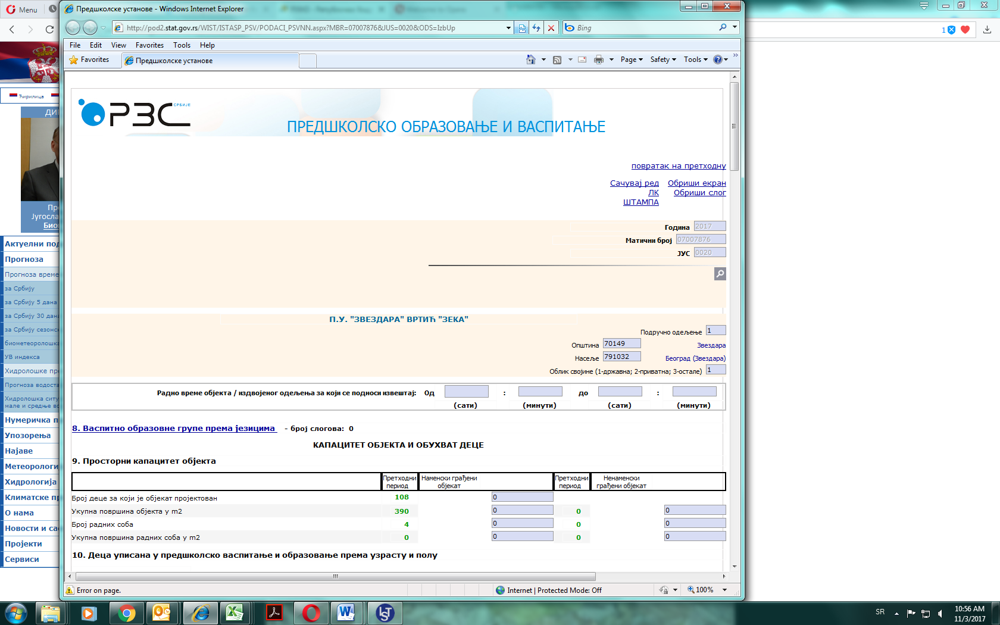 Menu
Предшколске установе - Windows Internet Explorer
http://pod2.stat.gov.rs/WIST/ISTASP_PSV/PODACI_PSVNN.aspx?MBR=07007876&JUS=0020&ODS=IzbUp
Bing
1
File Edit View Favorites Tools Help
Favorites
Предшколске установе
Page Safety Tools
Ћирилица
РЗС
СРБИЈЕ
ПРЕДШКОЛСКО ОБРАЗОВАЊЕ И ВАСПИТАЊЕ
повратак на претходну
Сачувај ред Обриши екран
ЛК Обриши слог
ШТАМПА
Југосла
Био
Година 2017
Матични број 07007876
ЈУС 0020
Актуелни под
Прогноза
Прогноза време
за Србију
за Србију 5 дана
за Србију 30 дана
за Србију сезонс
биометеоролошка
УВ индекса
Хидролошке пр
Прогноза водоста
Хидролошка ситу
мале и средње во
Нумеричка п
Упозорења
Најаве
Метеорологи
Хидрологија
Климатске пр
О нама
Новости и са
Пројекти
Сервиси
П.У. "ЗВЕЗДАРА" ВРТИЋ "ЗЕКА"
Подручно одељење 1
Општина 70149 Звездара
Насеље 791032 Београд (Звездара)
Облик својине (1-државна; 2-приватна; 3-остале) 1
Радно време објекта / издвојеног одељења за који се подноси извештај: Од : до :
(сати) (минути) (сати) (минути)
8. Васпитно образовне групе према језицима - број слогова: 0
КАПАЦИТЕТ ОБЈЕКТА И ОБУХВАТ ДЕЦЕ
9. Просторни капацитет објекта
Претходни период Наменски грађени објекат Претходни период Ненаменски грађени објекат
Број деце за који је објекат пројектован 108 0
Укупна површина објекта у m2 390 0 0 0
Број радних соба 4 0 0 0
Укупна површина радних соба у m2 0 0 0 0
10. Деца уписана у предшколско васпитање и образовање према узрасту и полу
Error on page.
Internet | Protected Mode: Off
100%
SR
10:56 AM
11/3/2017